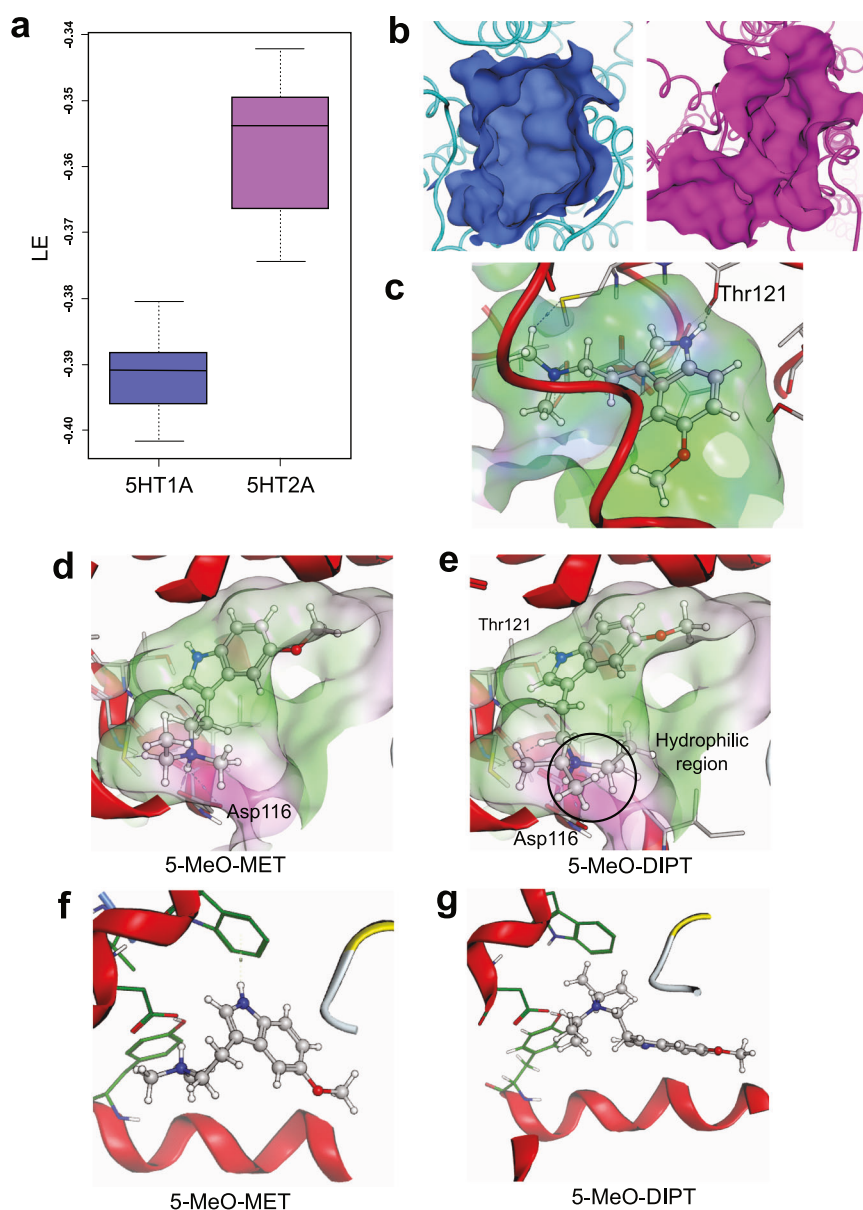 a
LE
-0.34
-0.35
-0.36
-0.37
-0.38
-0.39
-0.40
5HT1A
5HT2A
b
c
Thr121
d
Asp116
5-MeO-MET
e
Thr121
Hydrophilic
region
Asp116
5-MeO-DIPT
f
5-MeO-MET
g
5-MeO-DIPT